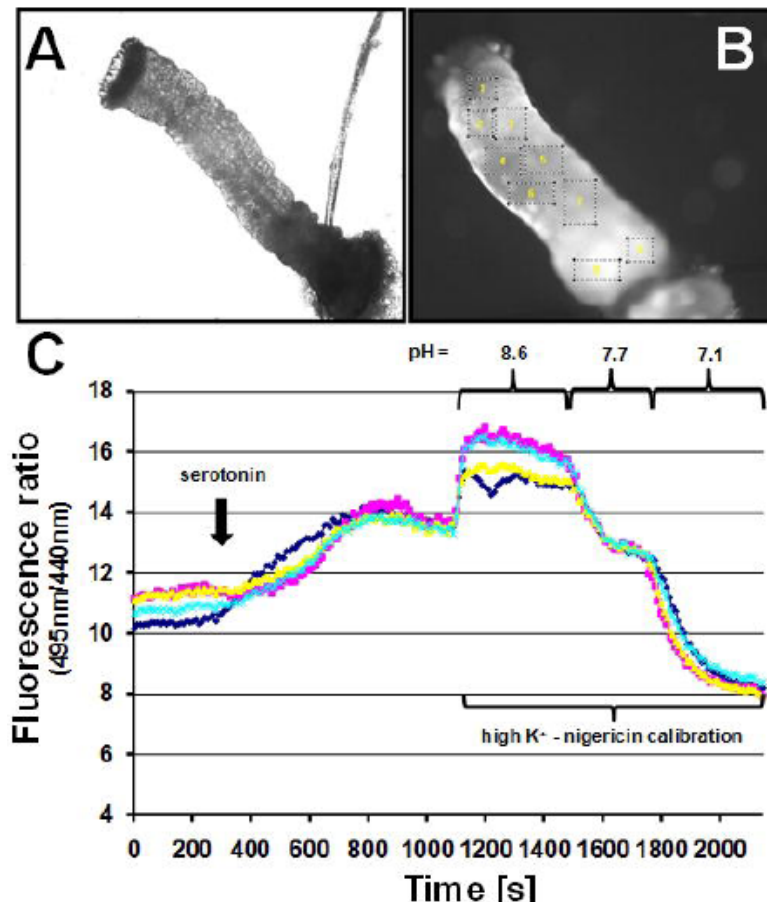 A
B
1
C
pH = 8.6 7.7 7.1
18
16
14
12
10
8
6
4
serotonin
Fluorescence ratio
(495nm/440nm)
high K⁺ - nigericin calibration
0 200 400 600 800 1000 1200 1400 1600 1800 2000
Time [s]